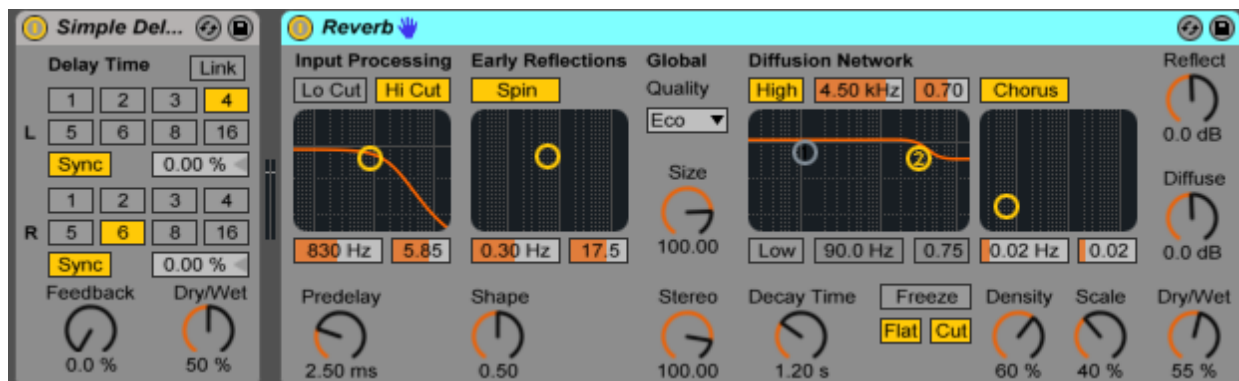 Simple Del...
Delay Time Link
1 2 3 4
L 5 6 8 16
Sync 0.00 %
1 2 3 4
R 5 6 8 16
Sync 0.00 %
Feedback Dry/Wet
0.0 % 50 %
Reverb
Input Processing Early Reflections Global Diffusion Network Reflect
Lo Cut Hi Cut Spin Quality High 4.50 kHz 0.70 Chorus
Eco 0.0 dB
2
Size Diffuse
100.00
830 Hz 5.85 0.30 Hz 17.5 Low 90.0 Hz 0.75 0.02 Hz 0.02 0.0 dB
Predelay Shape Stereo Decay Time Freeze Density Scale Dry/Wet
Flat Cut
2.50 ms 0.50 100.00 1.20 s 60 % 40 % 55 %